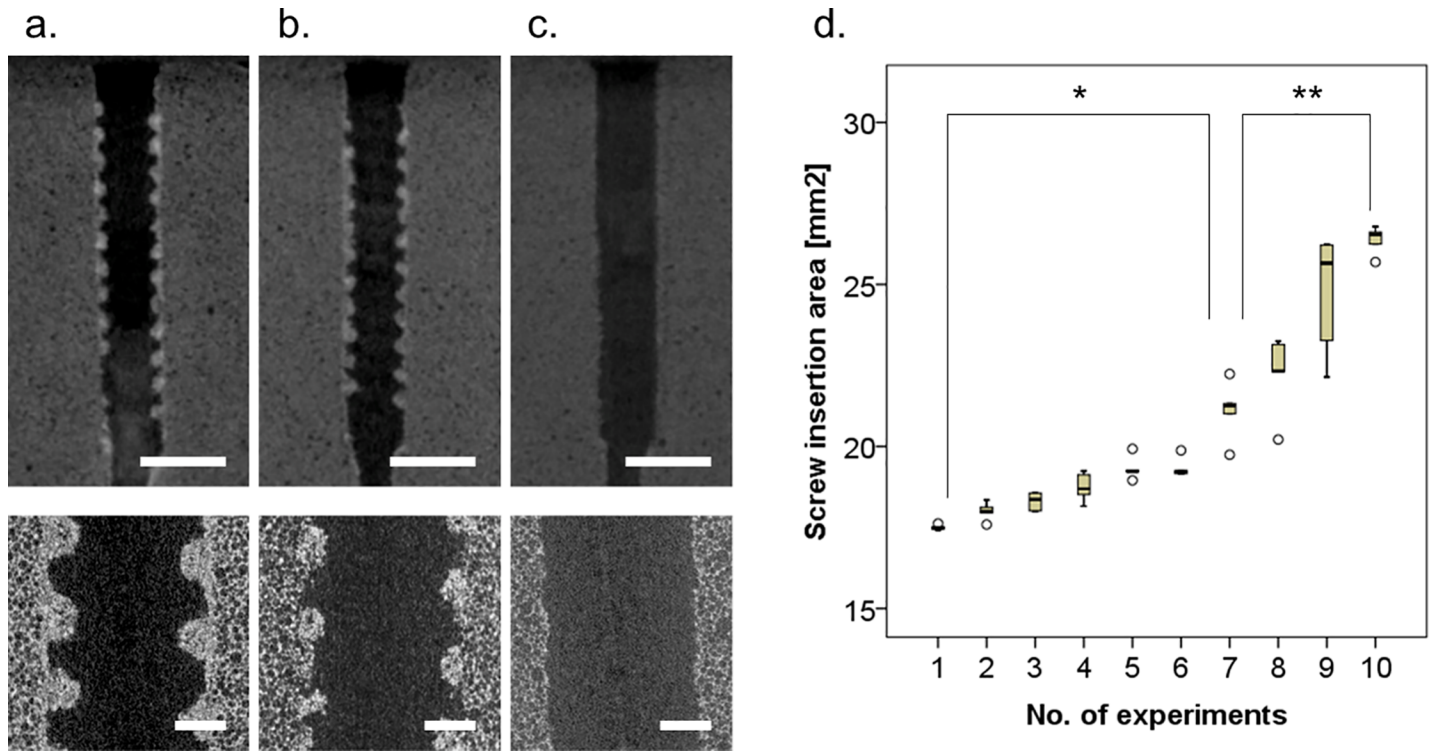 a.
b.
c.
d.
*
**
30
25
20
15
Screw insertion area [mm2]
1 2 3 4 5 6 7 8 9 10
No. of experiments